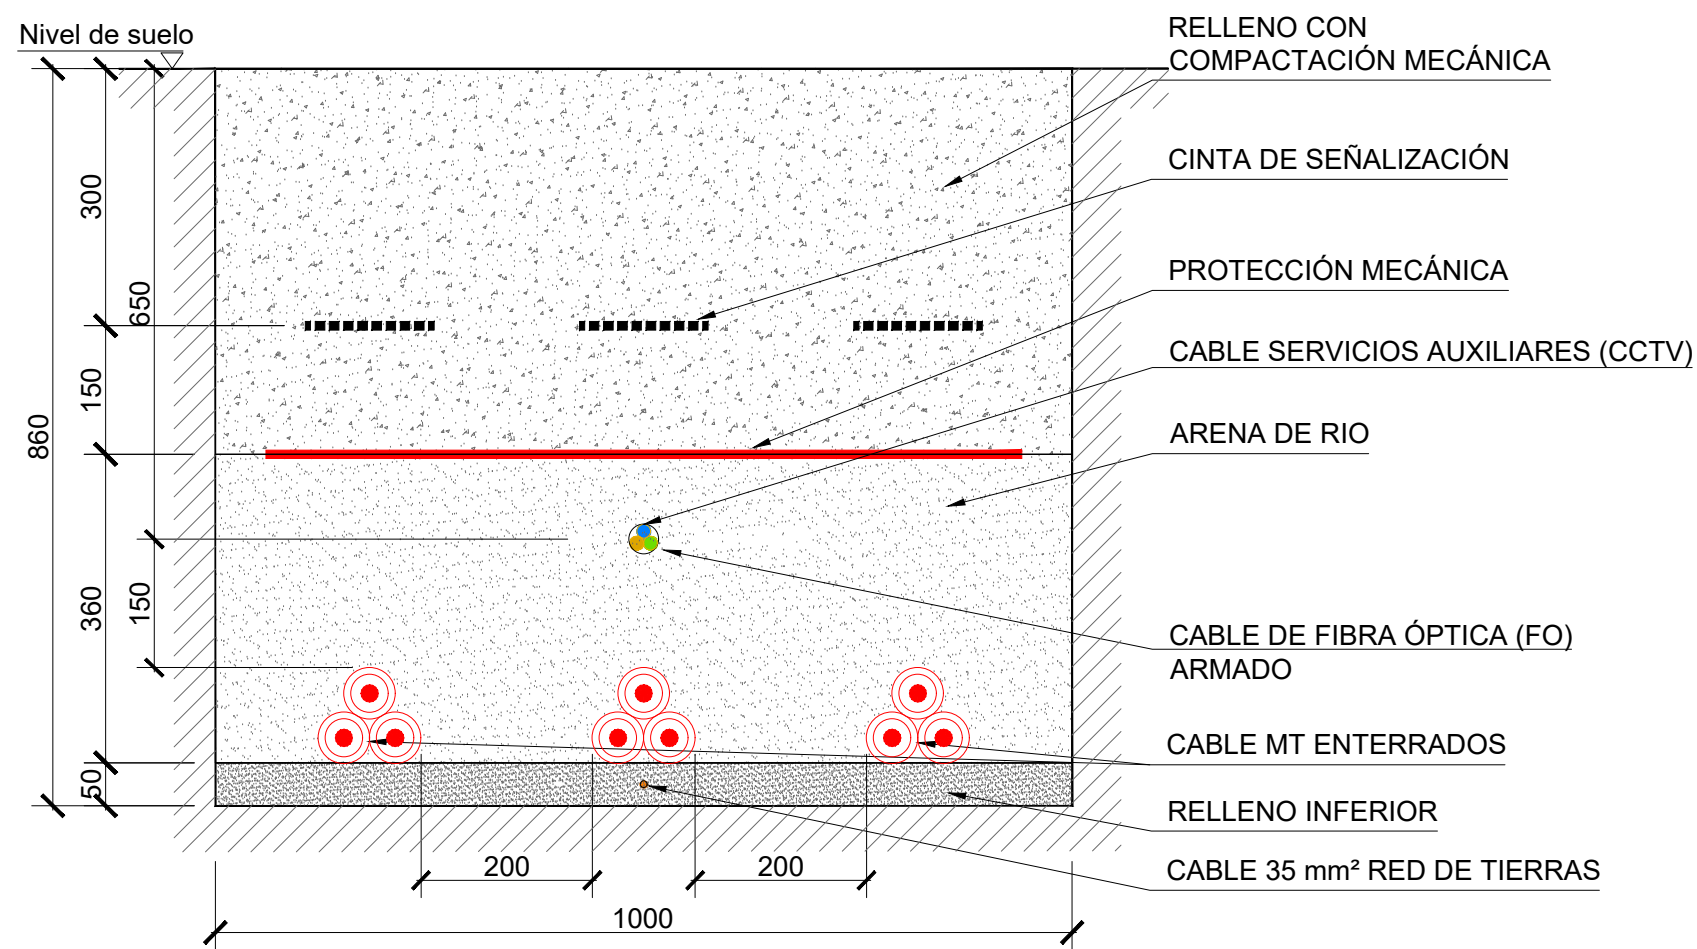 Nivel de suelo
RELLENO CON
COMPACTACIÓN MECÁNICA
CINTA DE SEÑALIZACIÓN
PROTECCIÓN MECÁNICA
CABLE SERVICIOS AUXILIARES (CCTV)
ARENA DE RIO
CABLE DE FIBRA ÓPTICA (FO)
ARMADO
CABLE MT ENTERRADOS
RELLENO INFERIOR
CABLE 35 mm² RED DE TIERRAS
300
650
150
860
360
150
50
200
200
1000